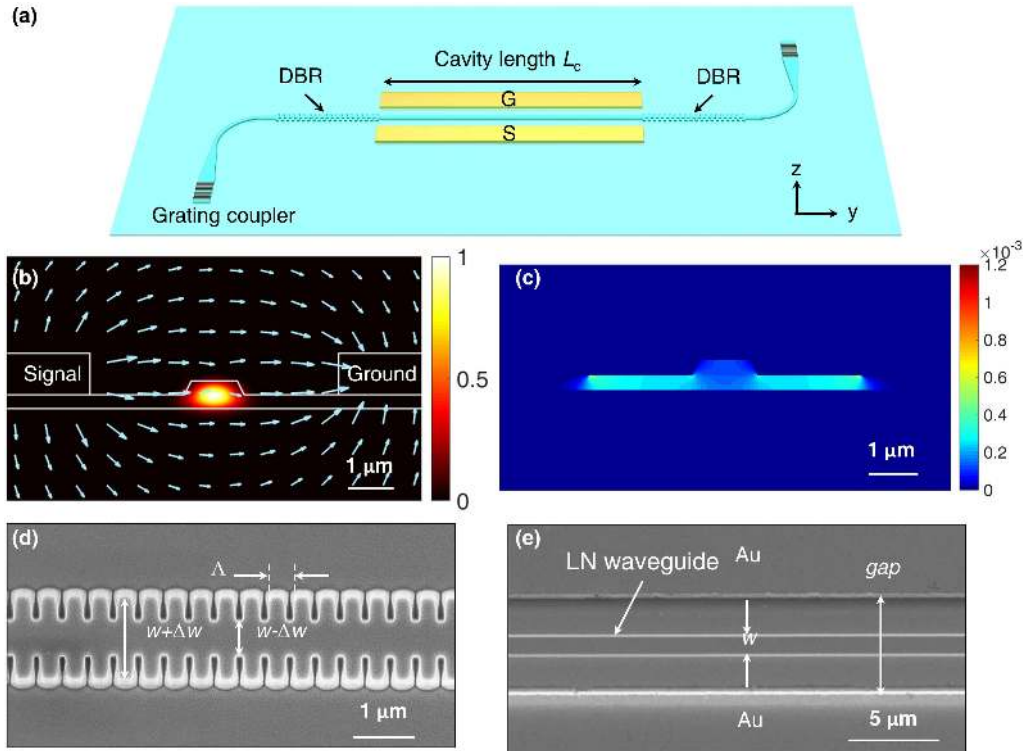 (a)
Cavity length Lc
DBR
DBR
G
S
Grating coupler
z
y
(b)
Signal
Ground
1 μm
1
0.5
0
(c)
×10-3
1.2
1
0.8
0.6
0.4
0.2
0
1 μm
(d)
Λ
w+Δw
w-Δw
1 μm
(e)
LN waveguide
Au
gap
w
Au
5 μm